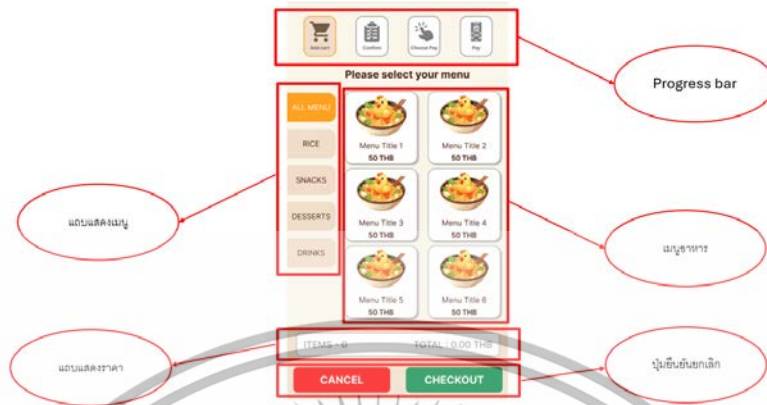 Add cart
Confirm
Choose Pay
Pay
Progress bar
Please select your menu
ALL MENU
RICE
SNACKS
DESSERTS
DRINKS
Menu Title 1
50 THB
Menu Title 2
50 THB
Menu Title 3
50 THB
Menu Title 4
50 THB
Menu Title 5
50 THB
Menu Title 6
50 THB
แถบแสดงเมนู
เมนูอาหาร
ITEMS - 0
TOTAL : 0.00 THB
แถบแสดงราคา
CANCEL
CHECKOUT
ปุ่มยืนยันยกเลิก